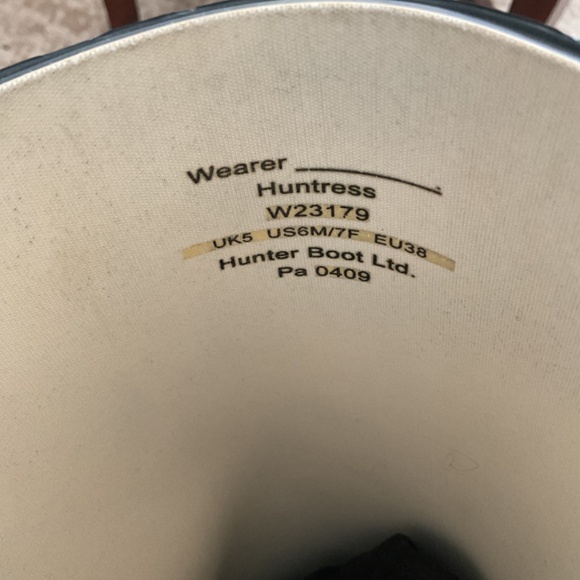 Wearer
Huntress
W23179
UK5 US6M/7F EU38
Hunter Boot Ltd.
Pa 0409